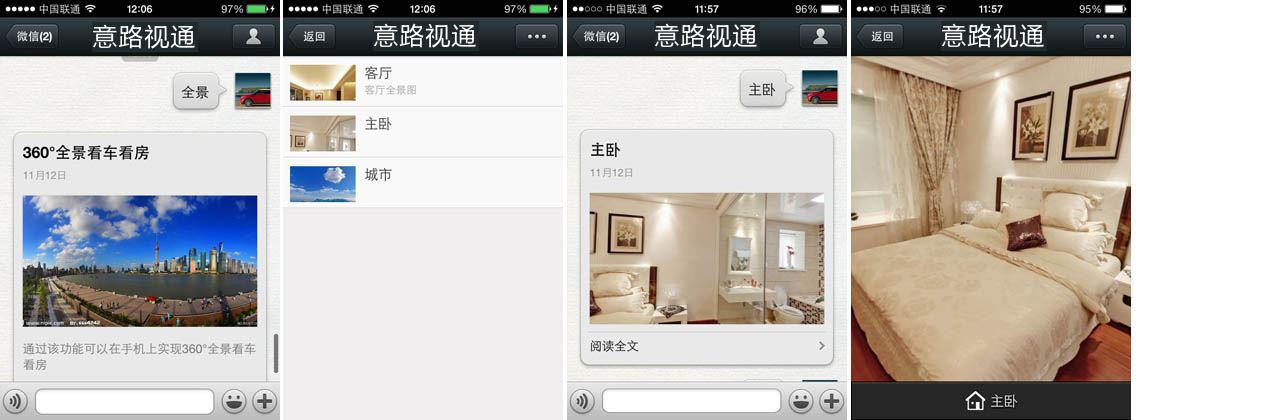 中国联通 12:06 97%
微信(2) 意路视通
全景
360°全景看车看房
11月12日
通过该功能可以在手机上实现360°全景看车
看房
中国联通 12:06 97%
返回 意路视通
客厅
客厅全景图
主卧
城市
中国联通 11:57 96%
微信(2) 意路视通
主卧
主卧
11月12日
阅读全文
中国联通 11:57 95%
返回 意路视通
主卧